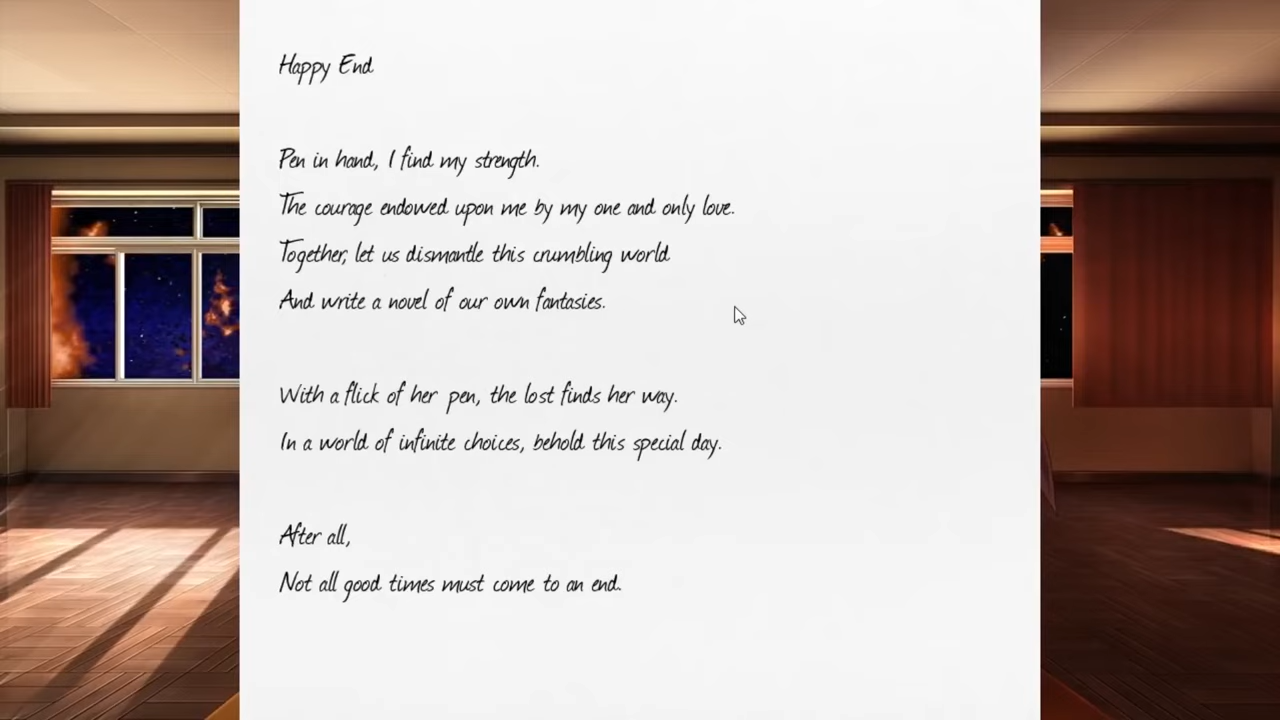 Happy End
Pen in hand, I find my strength.
The courage endowed upon me by my one and only love.
Together, let us dismantle this crumbling world
And write a novel of our own fantasies.
With a flick of her pen, the lost finds her way.
In a world of infinite choices, behold this special day.
After all,
Not all good times must come to an end.